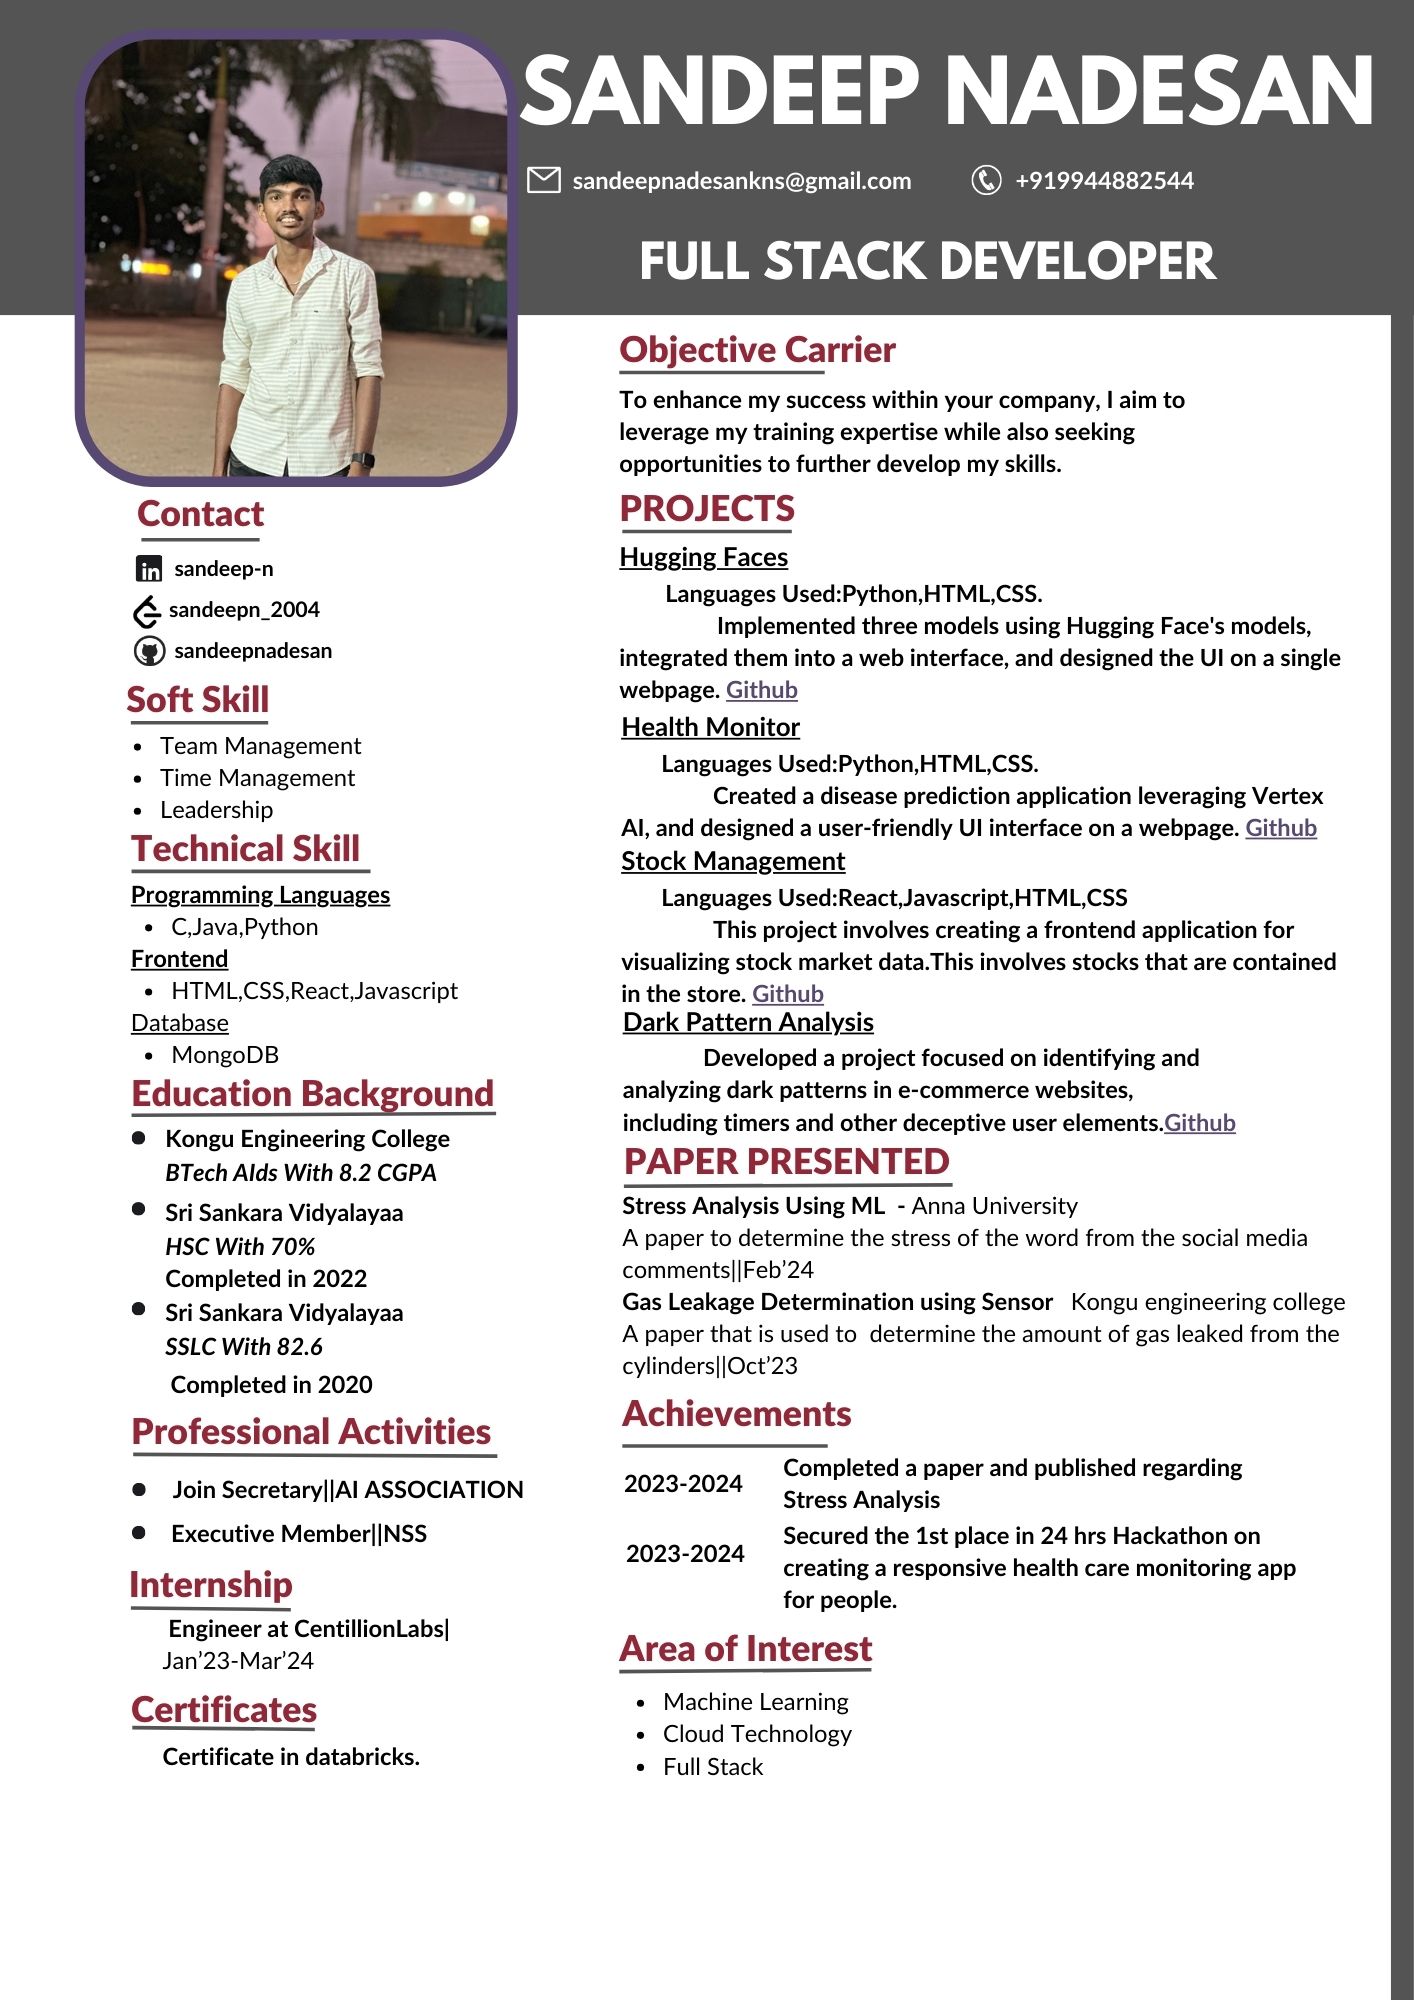 SANDEEP NADESAN
sandeepnadesankns@gmail.com
+919944882544
FULL STACK DEVELOPER
Contact
sandeep-n
sandeepn_2004
sandeepnadesan
Soft Skill
• Team Management
• Time Management
• Leadership
Technical Skill
Programming Languages
• C,Java,Python
Frontend
• HTML,CSS,React,Javascript
Database
• MongoDB
Education Background
• Kongu Engineering College
BTech AIds With 8.2 CGPA
• Sri Sankara Vidyalayaa
HSC With 70%
Completed in 2022
• Sri Sankara Vidyalayaa
SSLC With 82.6
Completed in 2020
Professional Activities
• Join Secretary||AI ASSOCIATION
• Executive Member||NSS
Internship
Engineer at CentillionLabs|
Jan’23-Mar’24
Certificates
Certificate in databricks.
Objective Carrier
To enhance my success within your company, I aim to
leverage my training expertise while also seeking
opportunities to further develop my skills.
PROJECTS
Hugging Faces
Languages Used:Python,HTML,CSS.
Implemented three models using Hugging Face's models,
integrated them into a web interface, and designed the UI on a single
webpage. Github
Health Monitor
Languages Used:Python,HTML,CSS.
Created a disease prediction application leveraging Vertex
AI, and designed a user-friendly UI interface on a webpage. Github
Stock Management
Languages Used:React,Javascript,HTML,CSS
This project involves creating a frontend application for
visualizing stock market data.This involves stocks that are contained
in the store. Github
Dark Pattern Analysis
Developed a project focused on identifying and
analyzing dark patterns in e-commerce websites,
including timers and other deceptive user elements.Github
PAPER PRESENTED
Stress Analysis Using ML - Anna University
A paper to determine the stress of the word from the social media
comments||Feb’24
Gas Leakage Determination using Sensor Kongu engineering college
A paper that is used to determine the amount of gas leaked from the
cylinders||Oct’23
Achievements
2023-2024
Completed a paper and published regarding
Stress Analysis
2023-2024
Secured the 1st place in 24 hrs Hackathon on
creating a responsive health care monitoring app
for people.
Area of Interest
• Machine Learning
• Cloud Technology
• Full Stack